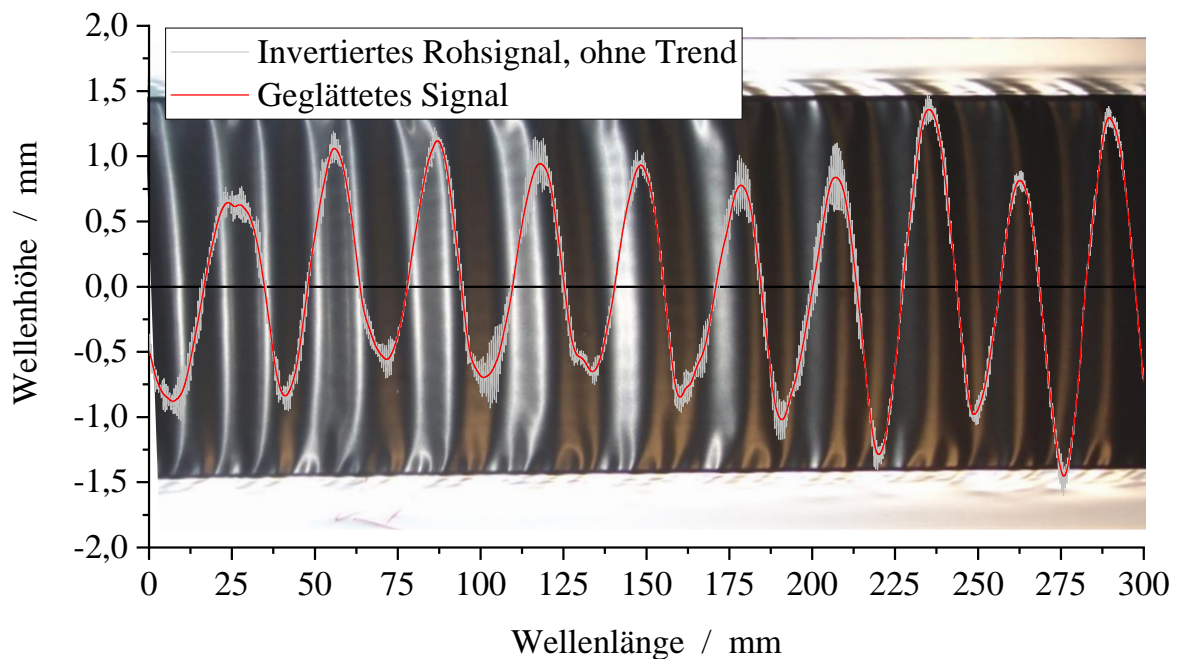 2,0
1,5
1,0
0,5
0,0
-0,5
-1,0
-1,5
-2,0
Wellenhöhe / mm
Invertiertes Rohsignal, ohne Trend
Geglättetes Signal
0 25 50 75 100 125 150 175 200 225 250 275 300
Wellenlänge / mm